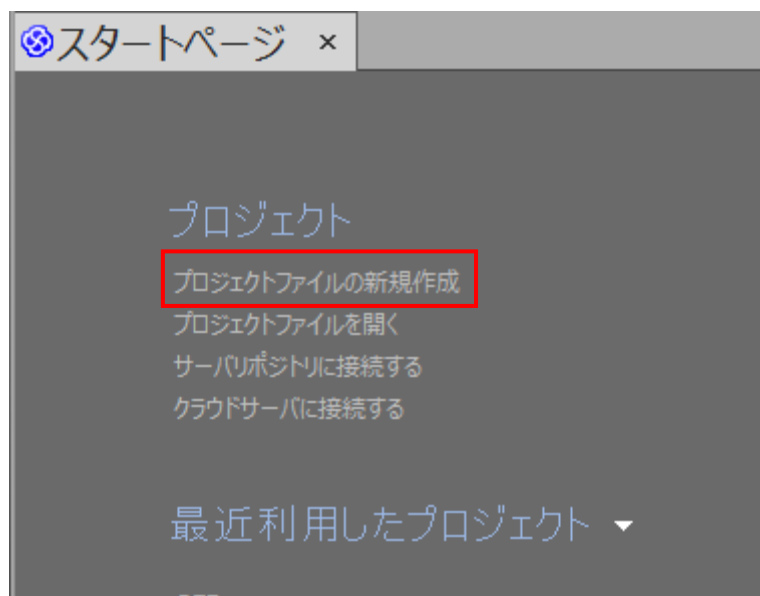 スタートページ ×
プロジェクト
プロジェクトファイルの新規作成
プロジェクトファイルを開く
サーバリポジトリに接続する
クラウドサーバに接続する
最近利用したプロジェクト